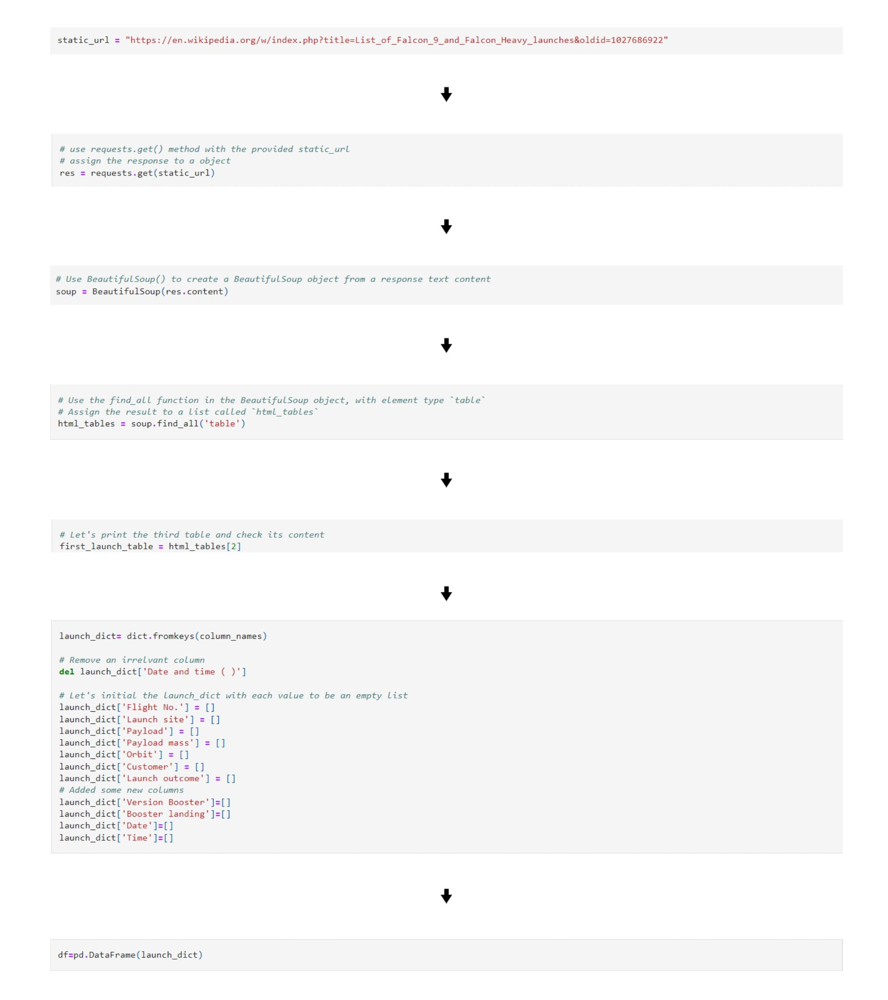 static_url = "https://en.wikipedia.org/w/index.php?title=List_of_Falcon_9_and_Falcon_Heavy_launches&oldid=1027686922"
# use requests.get() method with the provided static_url
# assign the response to a object
res = requests.get(static_url)
# Use BeautifulSoup() to create a BeautifulSoup object from a response text content
soup = BeautifulSoup(res.content)
# Use the find_all function in the BeautifulSoup object, with element type `table`
# Assign the result to a list called `html_tables`
html_tables = soup.find_all('table')
# Let's print the third table and check its content
first_launch_table = html_tables[2]
launch_dict= dict.fromkeys(column_names)
# Remove an irrelvant column
del launch_dict['Date and time ( )']
# Let's initial the launch_dict with each value to be an empty list
launch_dict['Flight No.'] = []
launch_dict['Launch site'] = []
launch_dict['Payload'] = []
launch_dict['Payload mass'] = []
launch_dict['Orbit'] = []
launch_dict['Customer'] = []
launch_dict['Launch outcome'] = []
# Added some new columns
launch_dict['Version Booster']=[]
launch_dict['Booster landing']=[]
launch_dict['Date']=[]
launch_dict['Time']=[]
df=pd.DataFrame(launch_dict)